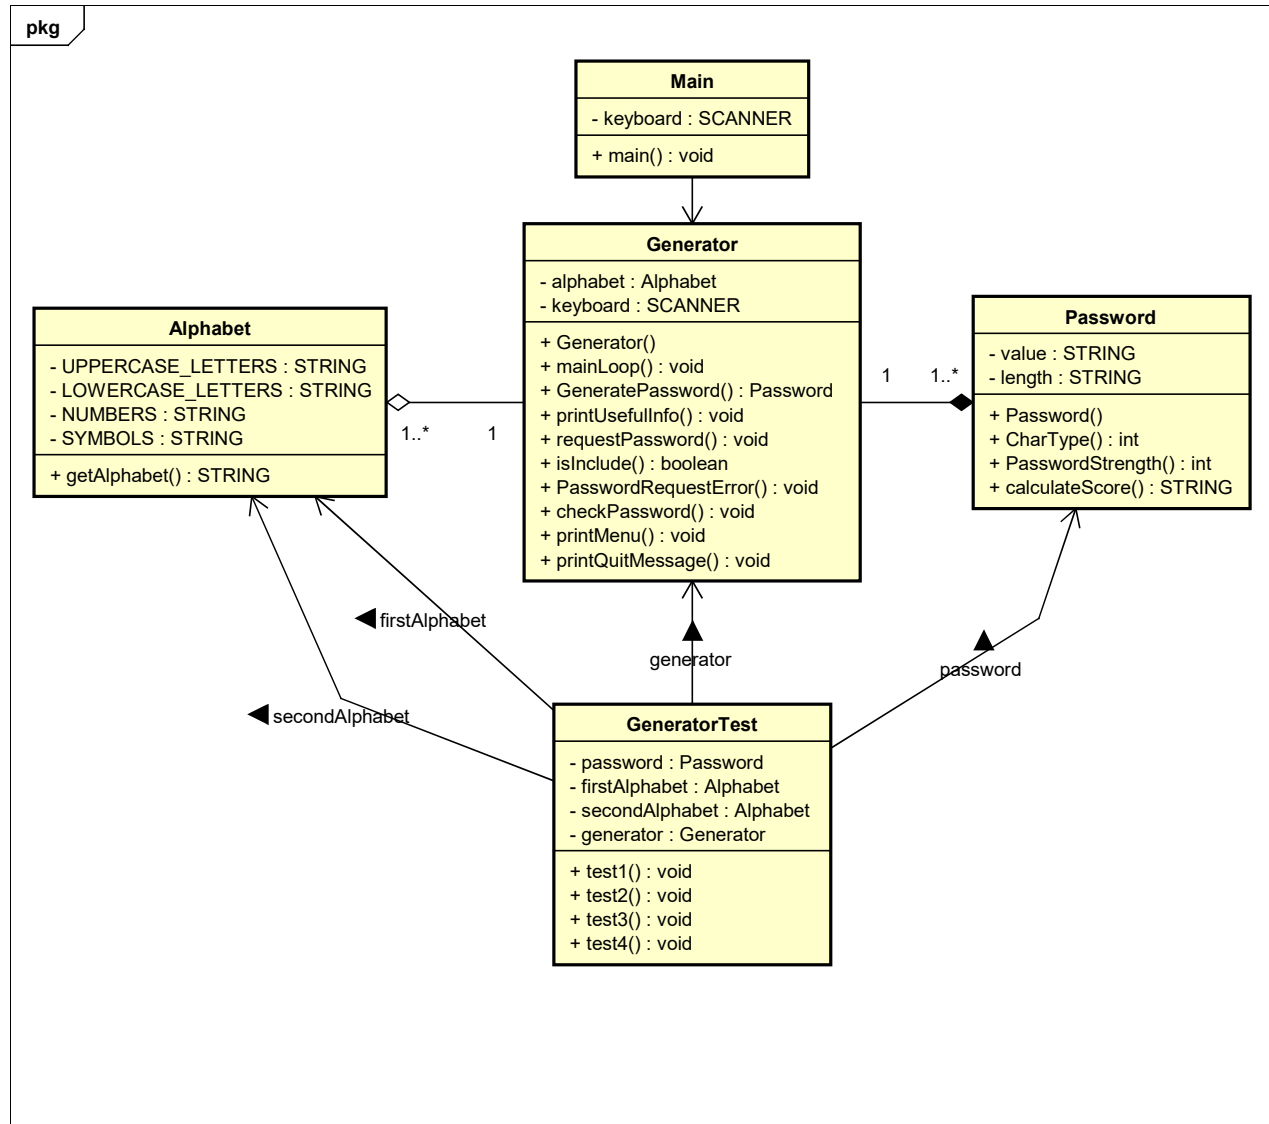 pkg
Main
- keyboard : SCANNER
+ main() : void
Generator
- alphabet : Alphabet
- keyboard : SCANNER
+ Generator()
+ mainLoop() : void
+ GeneratePassword() : Password
+ printUsefulInfo() : void
+ requestPassword() : void
+ isInclude() : boolean
+ PasswordRequestError() : void
+ checkPassword() : void
+ printMenu() : void
+ printQuitMessage() : void
Alphabet
- UPPERCASE_LETTERS : STRING
- LOWERCASE_LETTERS : STRING
- NUMBERS : STRING
- SYMBOLS : STRING
+ getAlphabet() : STRING
1..*
1
Password
- value : STRING
- length : STRING
+ Password()
+ CharType() : int
+ PasswordStrength() : int
+ calculateScore() : STRING
1
1..*
firstAlphabet
generator
password
secondAlphabet
GeneratorTest
- password : Password
- firstAlphabet : Alphabet
- secondAlphabet : Alphabet
- generator : Generator
+ test1() : void
+ test2() : void
+ test3() : void
+ test4() : void